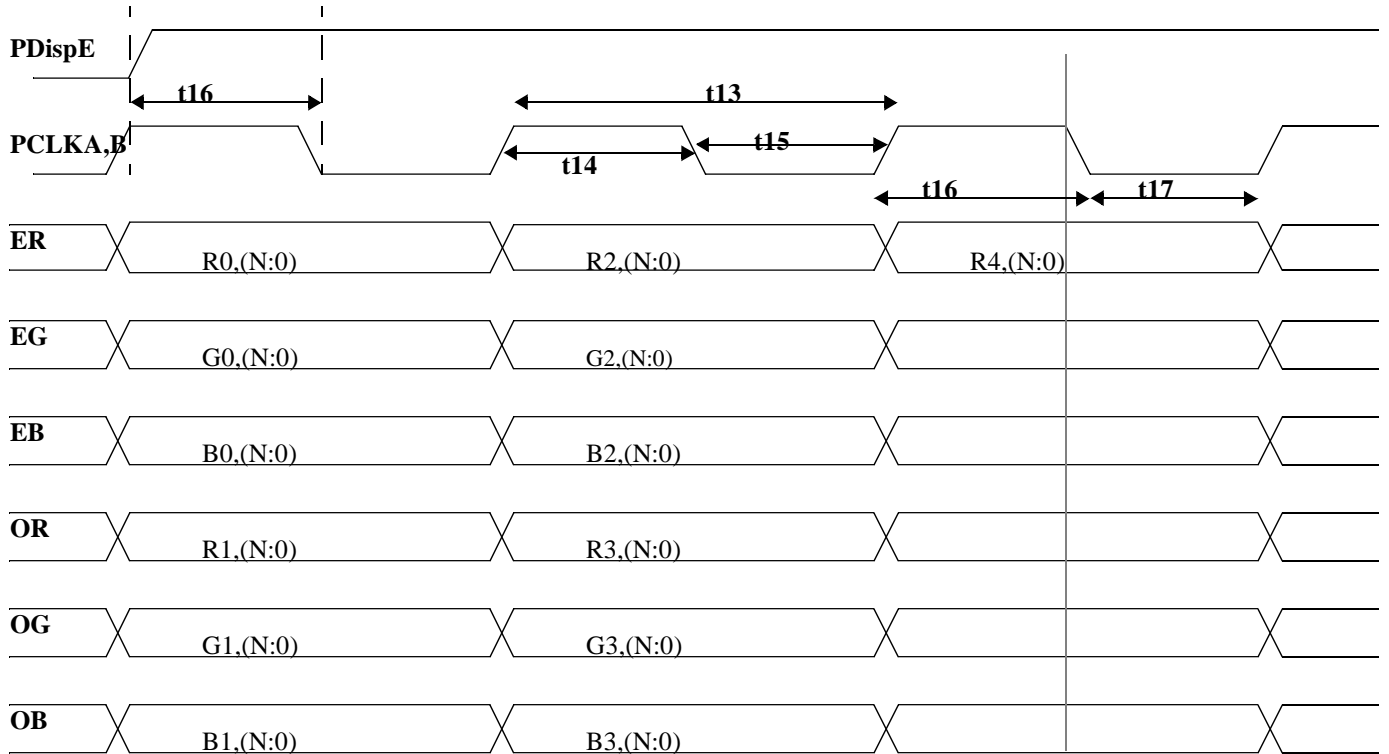 PDispE
t16
t13
PCLKA,B
t14
t15
t16
t17
ER
R0,(N:0)
R2,(N:0)
R4,(N:0)
EG
G0,(N:0)
G2,(N:0)
EB
B0,(N:0)
B2,(N:0)
OR
R1,(N:0)
R3,(N:0)
OG
G1,(N:0)
G3,(N:0)
OB
B1,(N:0)
B3,(N:0)